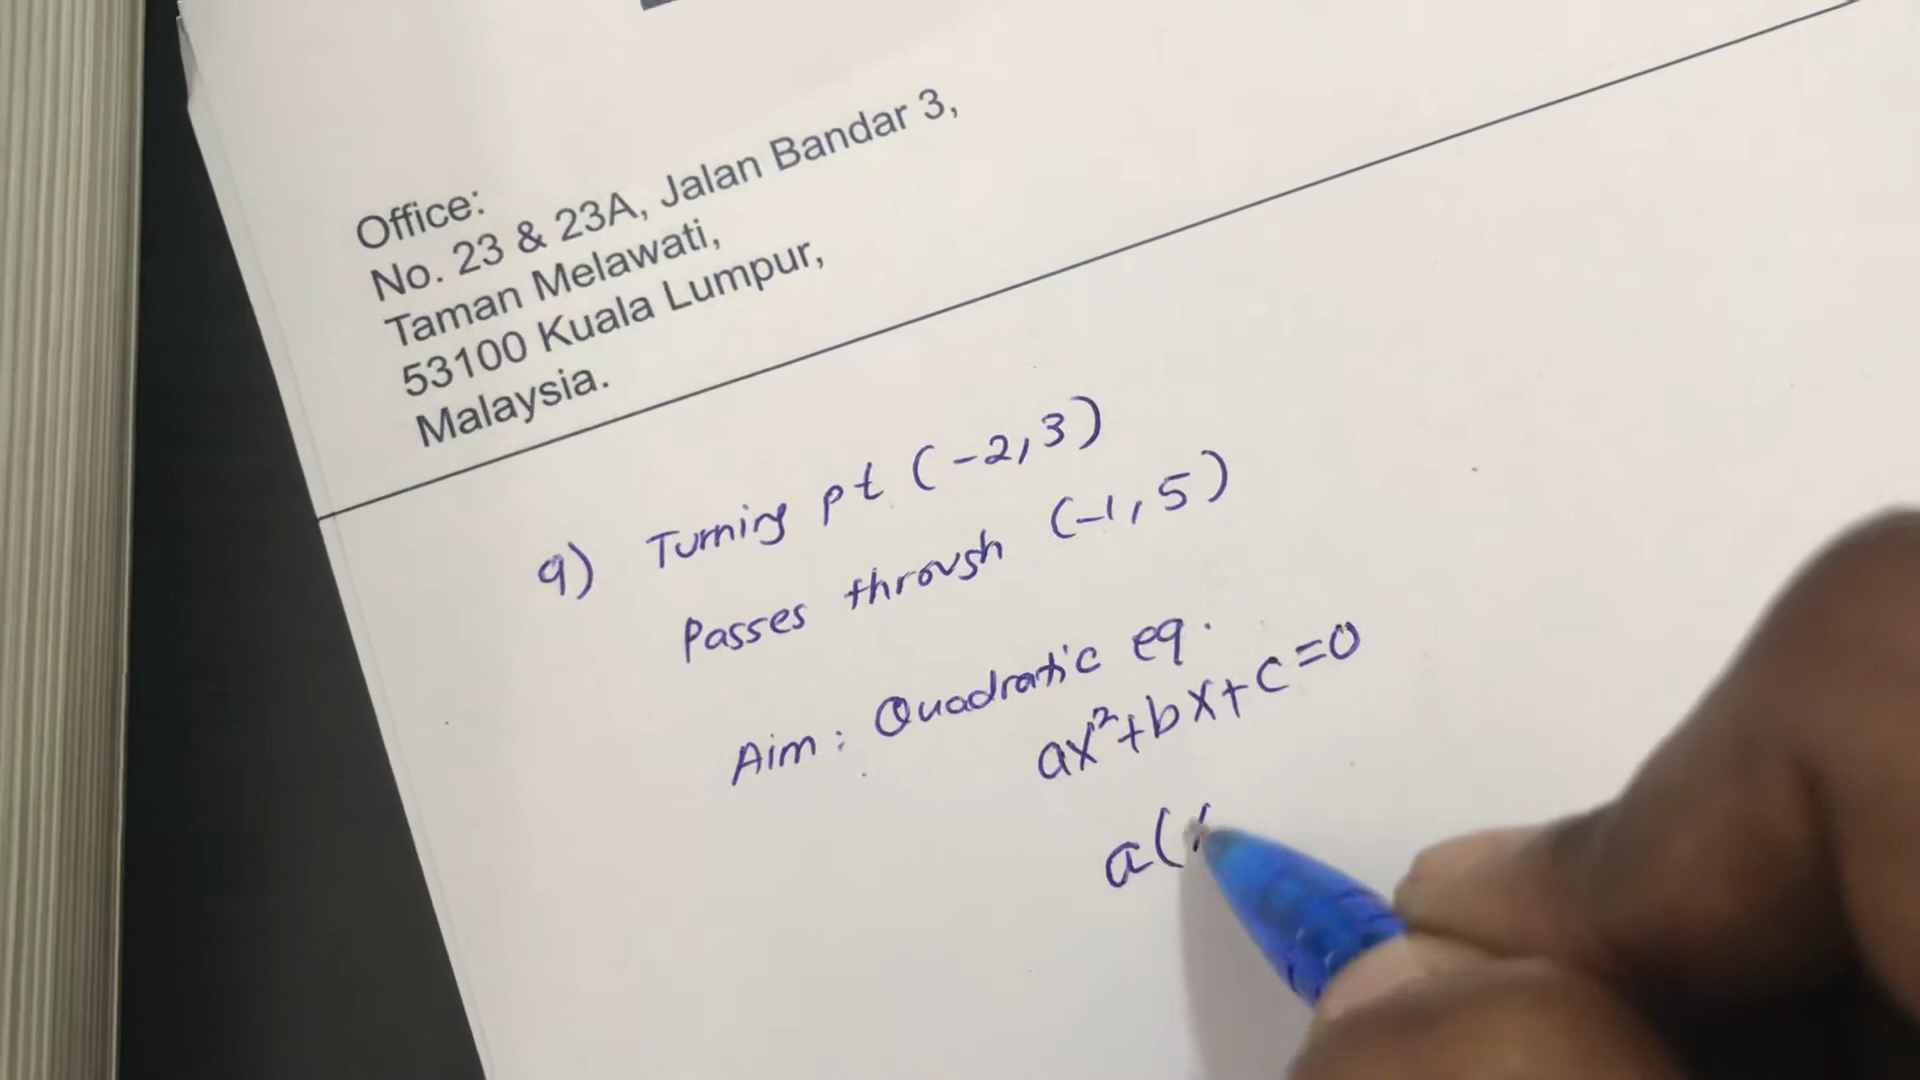 Office:
No. 23 & 23A, Jalan Bandar 3,
Taman Melawati,
53100 Kuala Lumpur,
Malaysia.
9) Turning pt (-2,3)
Passes through (-1,5)
Aim: Quadratic eq.
ax²+bx+c=0
a(